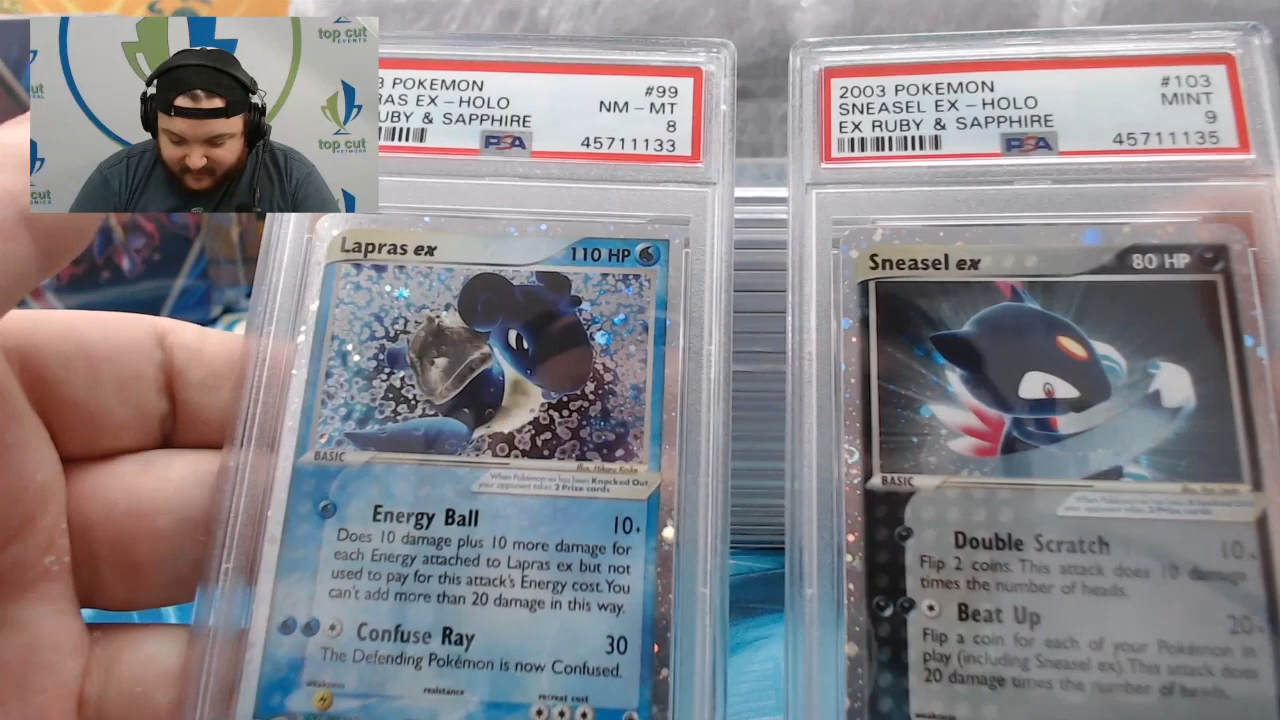 top cut
EVENTS
top cut
NETWORK
cut
3 POKEMON #99
RAS EX - HOLO NM - MT
UBY & SAPPHIRE 8
PSA 45711133
2003 POKEMON #103
SNEASEL EX - HOLO MINT
EX RUBY & SAPPHIRE 9
PSA 45711135
Lapras ex 110 HP
BASIC
Illus. Hikaru Koike
When Pokémon-ex has been Knocked Out,
your opponent takes 2 Prize cards.
Energy Ball 10+
Does 10 damage plus 10 more damage for
each Energy attached to Lapras ex but not
used to pay for this attack's Energy cost. You
can't add more than 20 damage in this way.
Confuse Ray 30
The Defending Pokémon is now Confused.
weakness resistance retreat cost
Sneasel ex 80 HP
BASIC
When Pokémon-ex has been Knocked Out,
your opponent takes 2 Prize cards.
Double Scratch 10
Flip 2 coins. This attack does 10 damage
times the number of heads.
Beat Up 20
Flip a coin for each of your Pokémon in
play (including Sneasel ex). This attack does
20 damage times the number of heads.
weakness